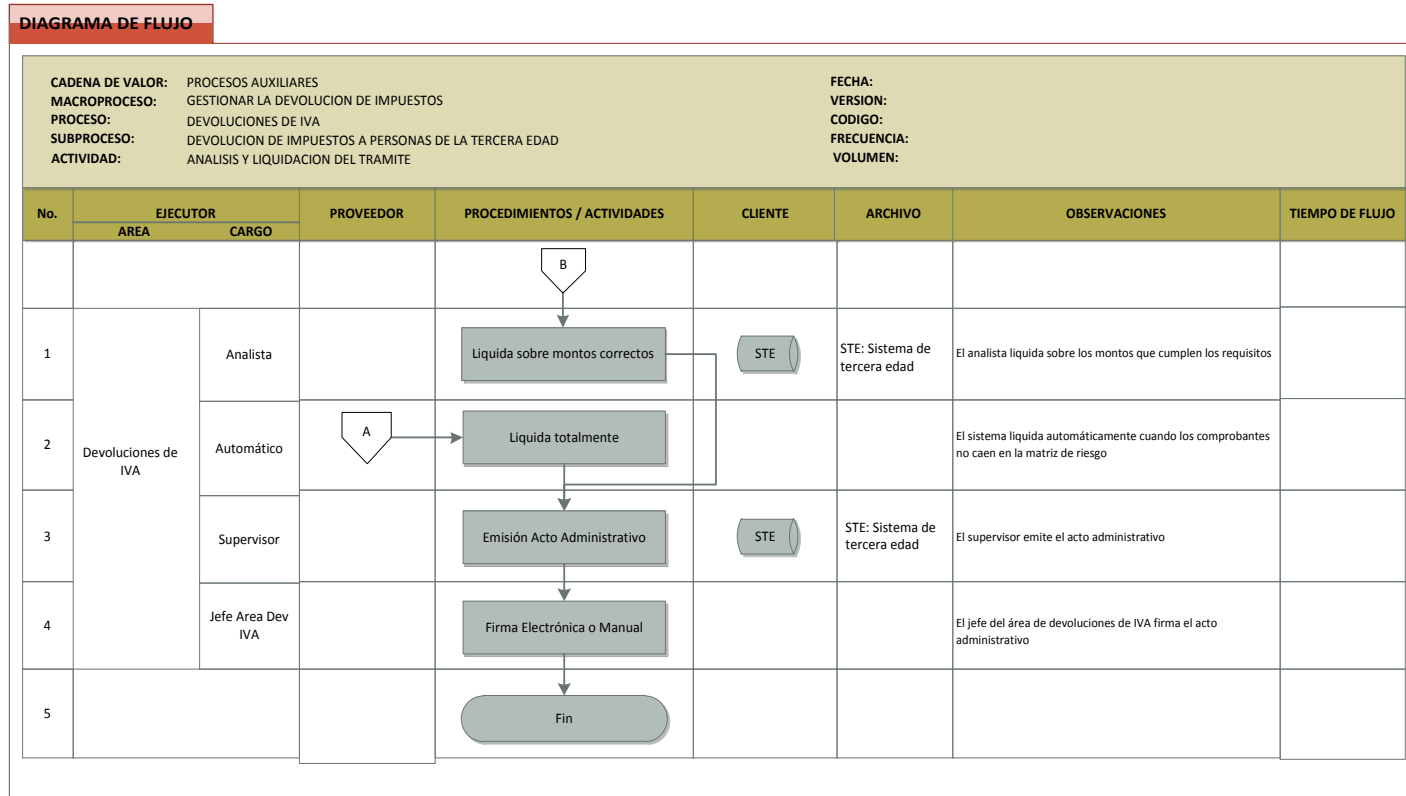 DIAGRAMA DE FLUJO
CADENA DE VALOR: PROCESOS AUXILIARES
MACROPROCESO: GESTIONAR LA DEVOLUCION DE IMPUESTOS
PROCESO: DEVOLUCIONES DE IVA
SUBPROCESO: DEVOLUCION DE IMPUESTOS A PERSONAS DE LA TERCERA EDAD
ACTIVIDAD: ANALISIS Y LIQUIDACION DEL TRAMITE
FECHA:
VERSION:
CODIGO:
FRECUENCIA:
VOLUMEN:
No.
EJECUTOR
AREA CARGO
PROVEEDOR
PROCEDIMIENTOS / ACTIVIDADES
CLIENTE
ARCHIVO
OBSERVACIONES
TIEMPO DE FLUJO
B
1
Analista
Liquida sobre montos correctos
STE
STE: Sistema de
tercera edad
El analista liquida sobre los montos que cumplen los requisitos
2
Devoluciones de
IVA
Automático
A
Liquida totalmente
El sistema liquida automáticamente cuando los comprobantes
no caen en la matriz de riesgo
3
Supervisor
Emisión Acto Administrativo
STE
STE: Sistema de
tercera edad
El supervisor emite el acto administrativo
4
Jefe Area Dev
IVA
Firma Electrónica o Manual
El jefe del área de devoluciones de IVA firma el acto
administrativo
5
Fin